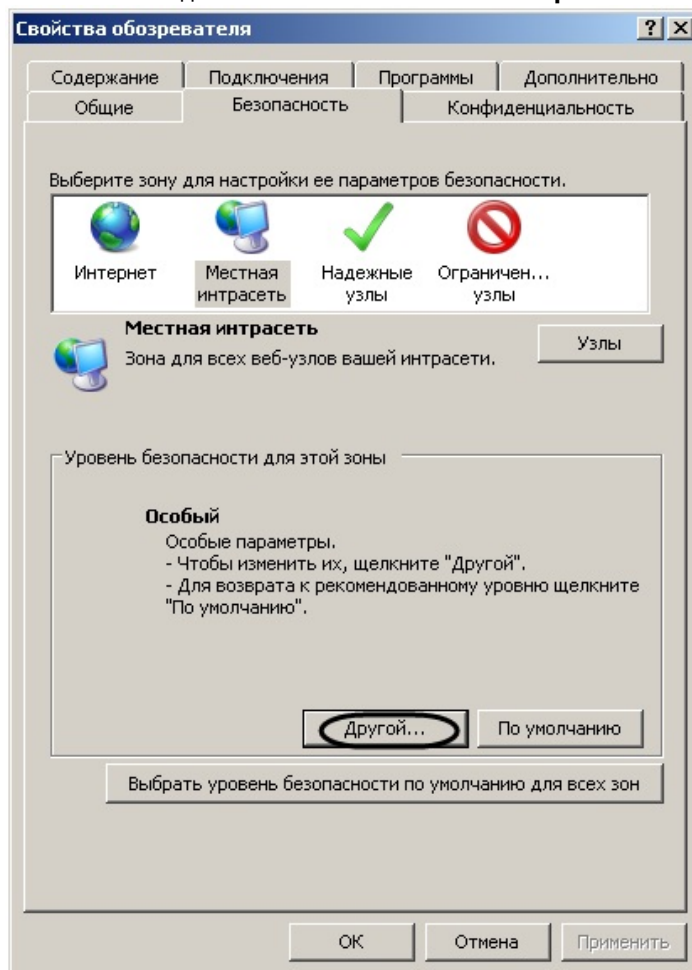 Свойства обозревателя
Содержание Подключения Программы Дополнительно
Общие Безопасность Конфиденциальность
Выберите зону для настройки ее параметров безопасности.
Интернет Местная интрасеть Надежные узлы Ограничен... узлы
Местная интрасеть
Зона для всех веб-узлов вашей интрасети.
Узлы
Уровень безопасности для этой зоны
Особый
Особые параметры.
- Чтобы изменить их, щелкните "Другой".
- Для возврата к рекомендованному уровню щелкните
"По умолчанию".
Другой... По умолчанию
Выбрать уровень безопасности по умолчанию для всех зон
ОК Отмена Применить